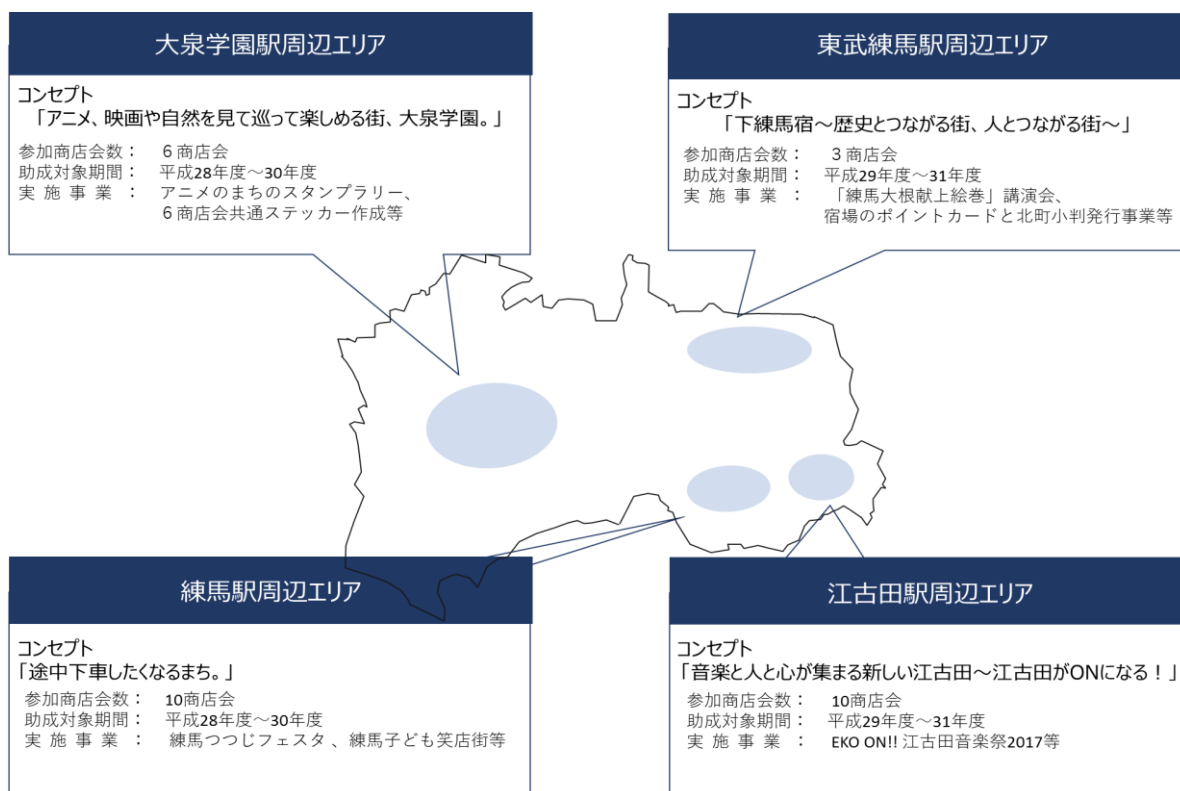 大泉学園駅周辺エリア
コンセプト
「アニメ、映画や自然を見て巡って楽しめる街、大泉学園。」
参加商店会数： 6商店会
助成対象期間： 平成28年度～30年度
実施事業： アニメのまちのスタンプラリー、
6商店会共通ステッカー作成等
東武練馬駅周辺エリア
コンセプト
「下練馬宿～歴史とつながる街、人とつながる街～」
参加商店会数： 3商店会
助成対象期間： 平成29年度～31年度
実施事業： 「練馬大根献上絵巻」講演会、
宿場のポイントカードと北町小判発行事業等
練馬駅周辺エリア
コンセプト
「途中下車したくなるまち。」
参加商店会数： 10商店会
助成対象期間： 平成28年度～30年度
実施事業： 練馬つつじフェスタ 、練馬子ども笑店街等
江古田駅周辺エリア
コンセプト
「音楽と人と心が集まる新しい江古田～江古田がONになる！」
参加商店会数： 10商店会
助成対象期間： 平成29年度～31年度
実施事業： EKO ON!! 江古田音楽祭2017等